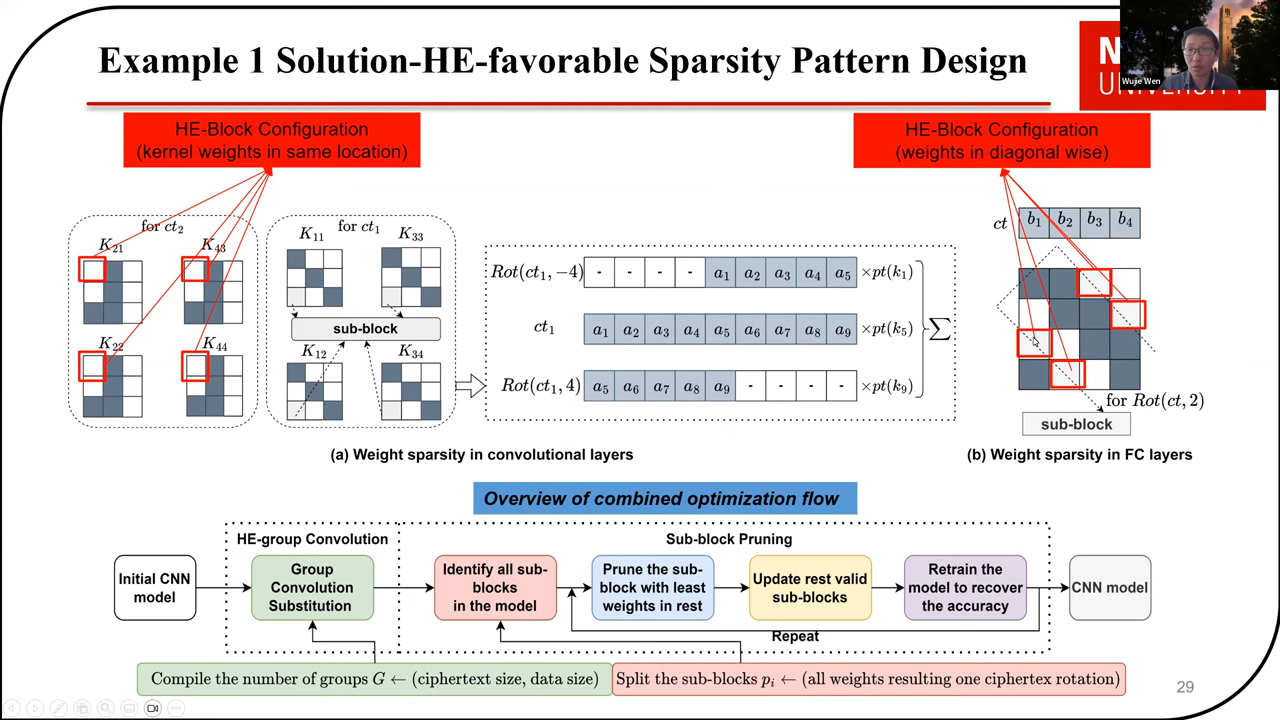 Example 1 Solution-HE-favorable Sparsity Pattern Design
N
UNIVERSITY
Wujie Wen
HE-Block Configuration
(kernel weights in same location)
HE-Block Configuration
(weights in diagonal wise)
for ct₂
K₂₁
K₄₃
K₂₂
K₄₄
for ct₁
K₁₁
K₃₃
sub-block
K₁₂
K₃₄
Rot(ct₁, −4) - - - - a₁ a₂ a₃ a₄ a₅ ×pt(k₁)
ct₁ a₁ a₂ a₃ a₄ a₅ a₆ a₇ a₈ a₉ ×pt(k₅) ∑
Rot(ct₁, 4) a₅ a₆ a₇ a₈ a₉ - - - - ×pt(k₉)
ct b₁ b₂ b₃ b₄
for Rot(ct, 2)
sub-block
(a) Weight sparsity in convolutional layers
(b) Weight sparsity in FC layers
Overview of combined optimization flow
HE-group Convolution
Sub-block Pruning
Initial CNN
model
Group
Convolution
Substitution
Identify all sub-
blocks
in the model
Prune the sub-
block with least
weights in rest
Update rest valid
sub-blocks
Retrain the
model to recover
the accuracy
CNN model
Repeat
Compile the number of groups G ← (ciphertext size, data size)
Split the sub-blocks pᵢ ← (all weights resulting one ciphertex rotation)
29